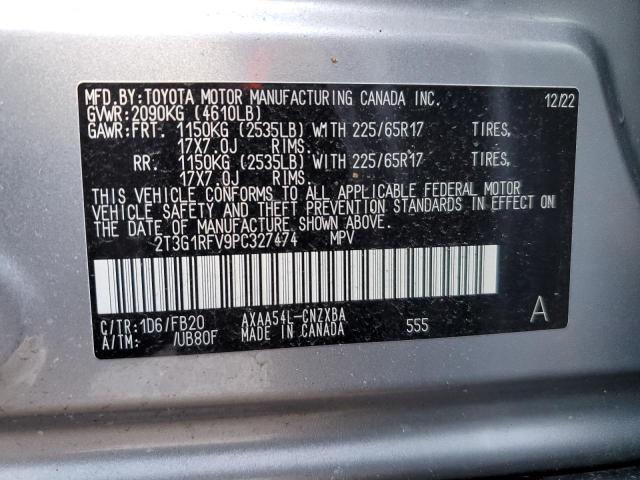 MFD.BY:TOYOTA MOTOR MANUFACTURING CANADA INC. 12/22
GVWR:2090KG (4610LB)
GAWR:FRT. 1150KG (2535LB) WITH 225/65R17 TIRES,
17X7.0J RIMS,
RR. 1150KG (2535LB) WITH 225/65R17 TIRES,
17X7.0J RIMS,
THIS VEHICLE CONFORMS TO ALL APPLICABLE FEDERAL MOTOR
VEHICLE SAFETY AND THEFT PREVENTION STANDARDS IN EFFECT ON
THE DATE OF MANUFACTURE SHOWN ABOVE.
2T3G1RFV9PC327474 MPV
C/TR:1D6/FB20 AXAA54L-CNZXBA 555 A
A/TM: /UB80F MADE IN CANADA